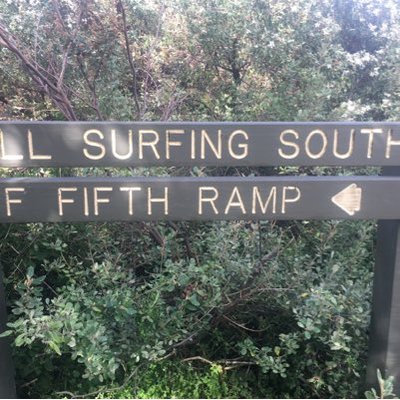 LL SURFING SOUTH
F FIFTH RAMP